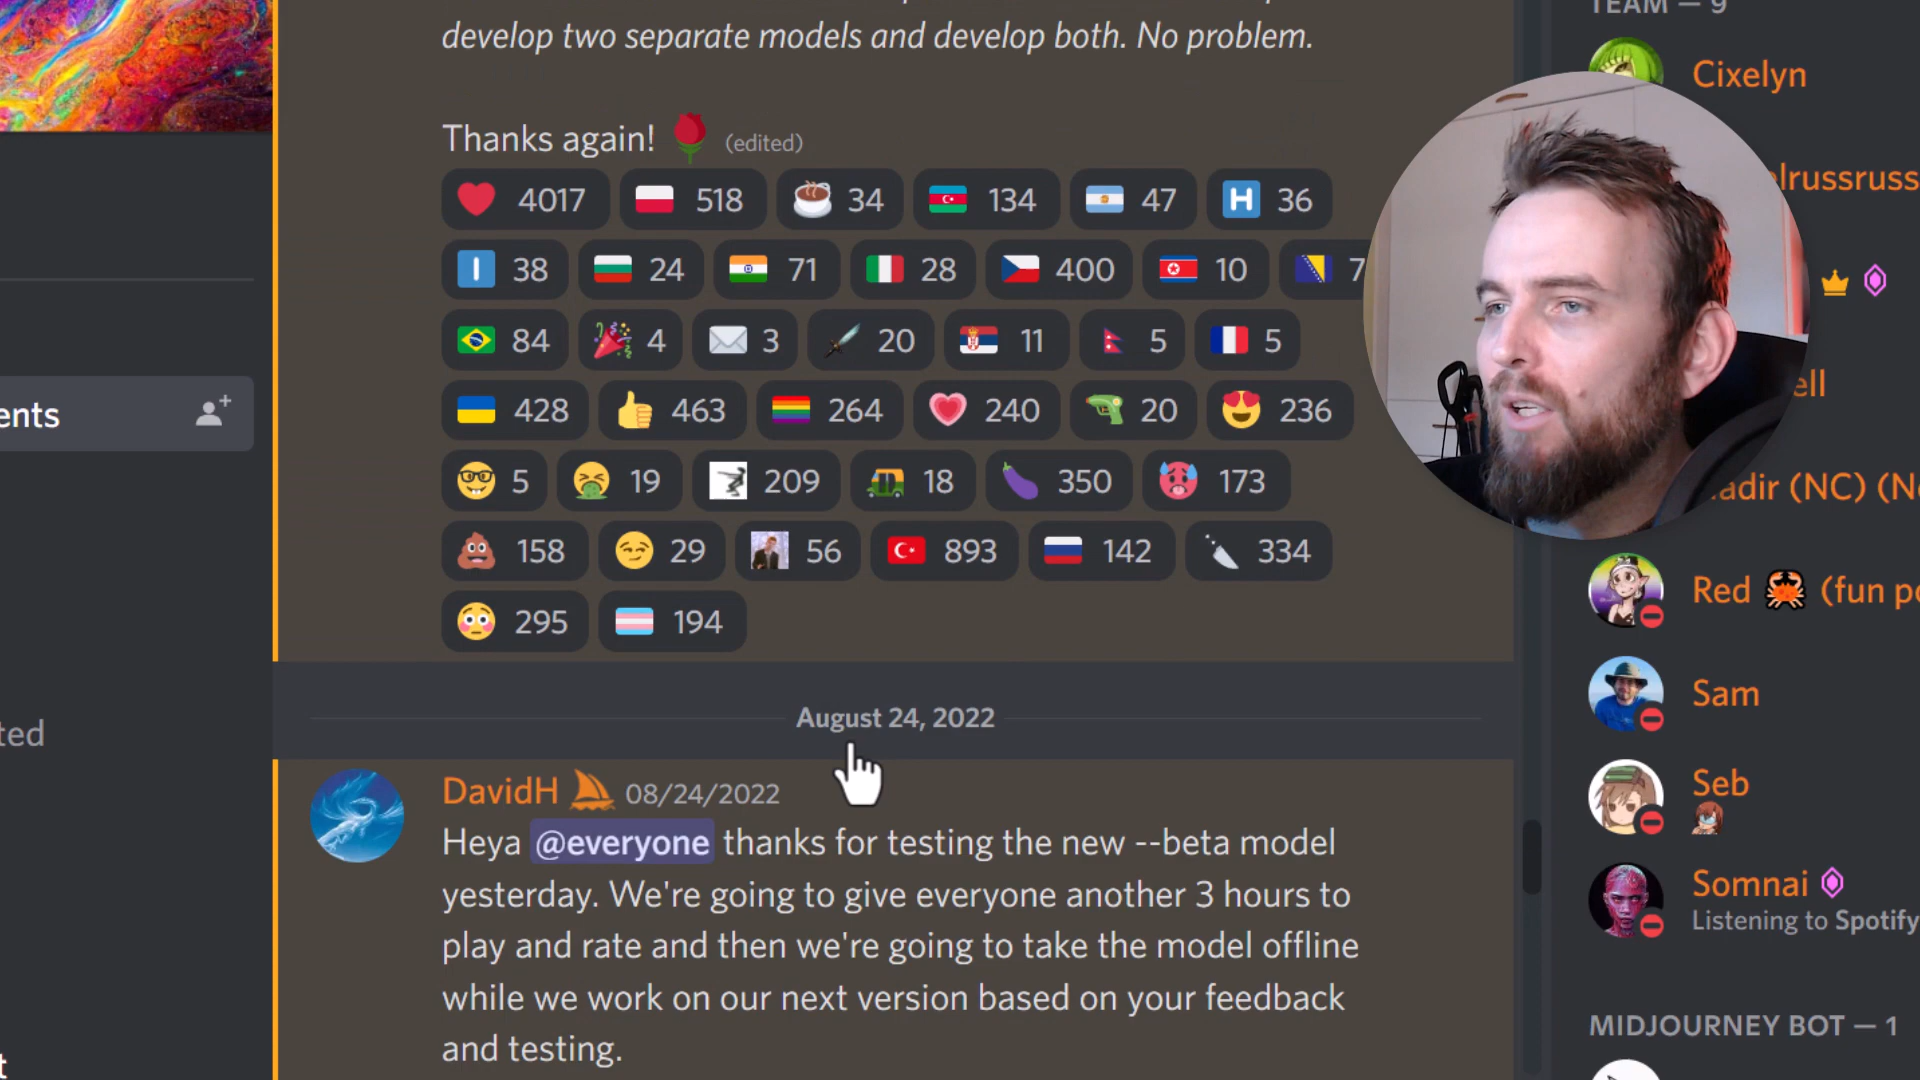 develop two separate models and develop both. No problem.
Thanks again! (edited)
4017 518 34 134 47 H 36
I 38 24 71 28 400 10 7
84 4 3 20 11 5 5
428 463 264 240 20 236
5 19 209 18 350 173
158 29 56 893 142 334
295 194
August 24, 2022
DavidH 08/24/2022
Heya @everyone thanks for testing the new --beta model
yesterday. We're going to give everyone another 3 hours to
play and rate and then we're going to take the model offline
while we work on our next version based on your feedback
and testing.
ents
ted
t
TEAM — 9
Cixelyn
lrussruss
ell
adir (NC) (N
Red (fun po
Sam
Seb
Somnai
Listening to Spotify
MIDJOURNEY BOT — 1